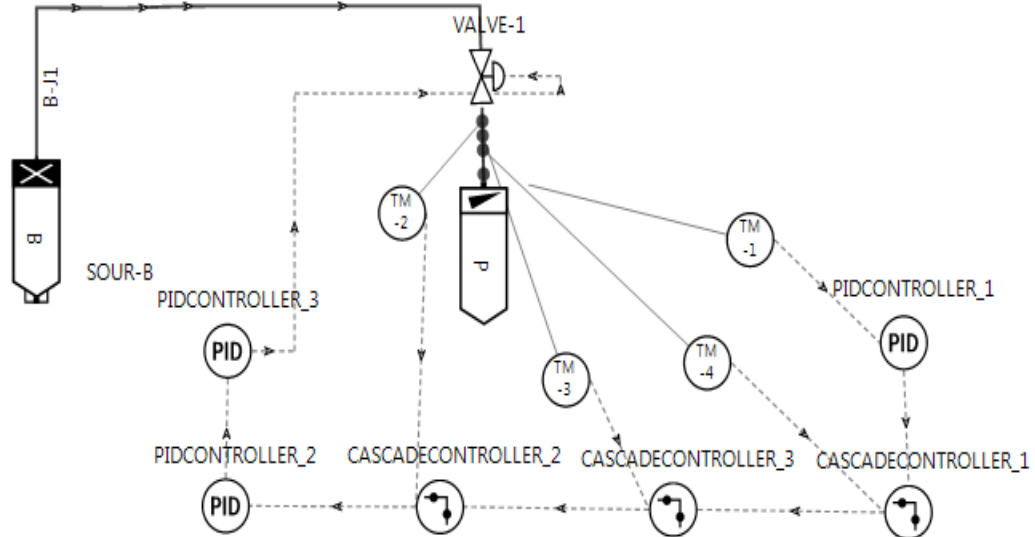 VALVE-1
B-J1
TM
-2
TM
-1
B
P
SOUR-B
PIDCONTROLLER_3
PIDCONTROLLER_1
PID
PID
TM
-3
TM
-4
PIDCONTROLLER_2
CASCADECONTROLLER_2
CASCADECONTROLLER_3
CASCADECONTROLLER_1
PID